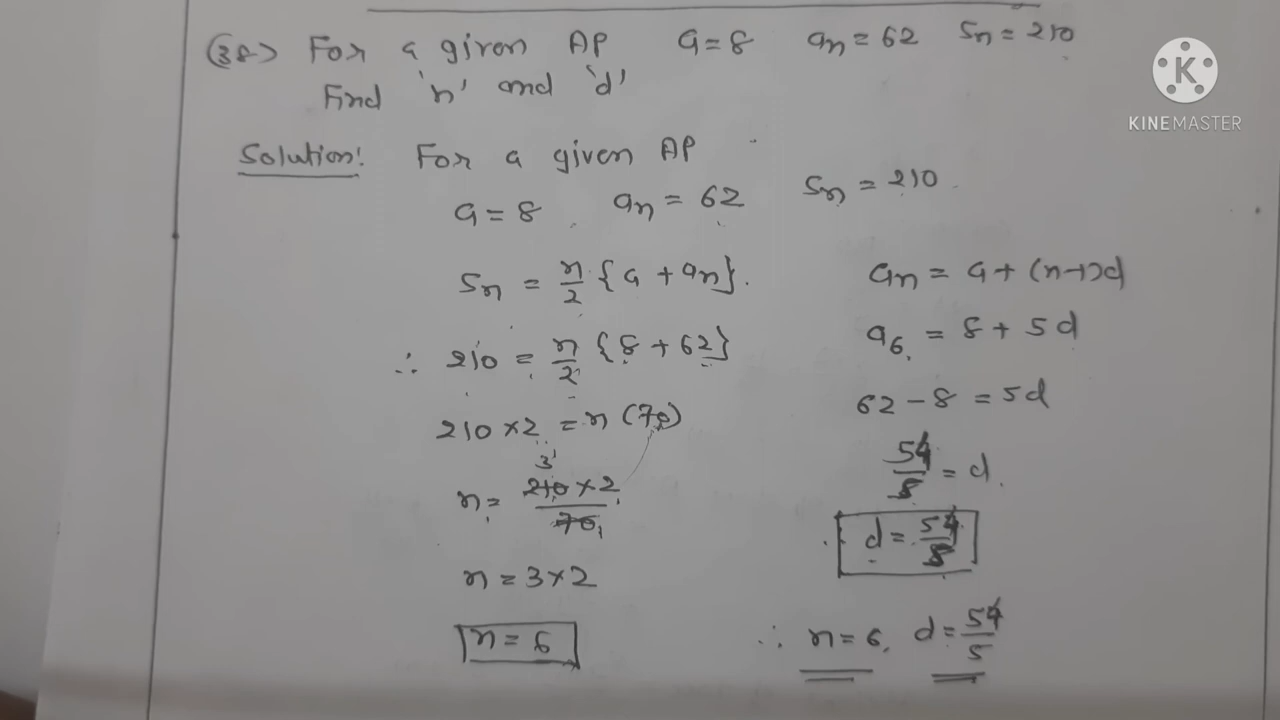 (38) For a given AP a=8 an=62 Sn=210
Find 'n' and 'd'
Solution: For a given AP
a=8 an=62 Sn=210
Sn = n/2 {a + an}.
∴ 210 = n/2 {8 + 62}
210 ×2 = n (70)
3
n= 210×2/70 1
n = 3×2
n = 6
an = a+ (n-1)d
a6 = 8 + 5d
62 - 8 = 5d
54/5 = d.
∴ d = 54/5
∴ n=6, d=54/5
K
KINEMASTER